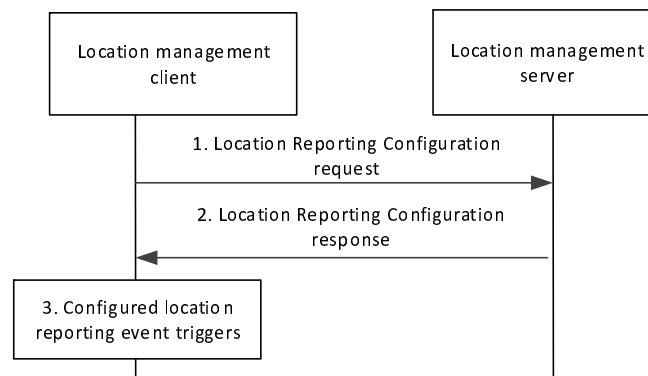 Location management
client
Location management
server
1. Location Reporting Configuration
request
2. Location Reporting Configuration
response
3. Configured location
reporting event triggers